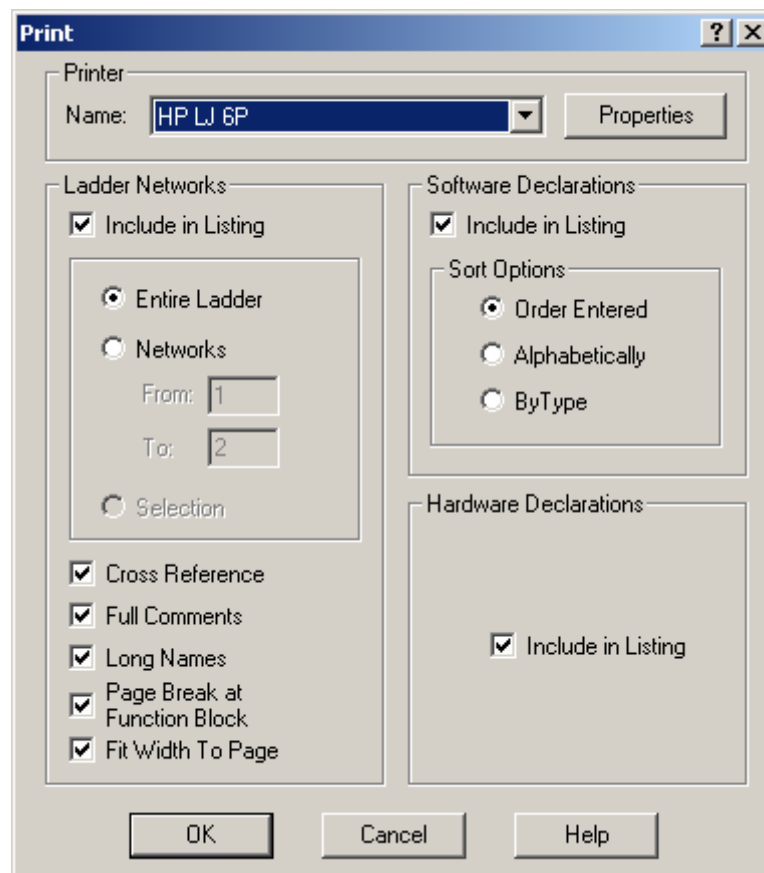 Print
Printer
Name: HP LJ 6P Properties
Ladder Networks
Include in Listing
Entire Ladder
Networks
From: 1
To: 2
Selection
Cross Reference
Full Comments
Long Names
Page Break at
Function Block
Fit Width To Page
Software Declarations
Include in Listing
Sort Options
Order Entered
Alphabetically
ByType
Hardware Declarations
Include in Listing
OK Cancel Help